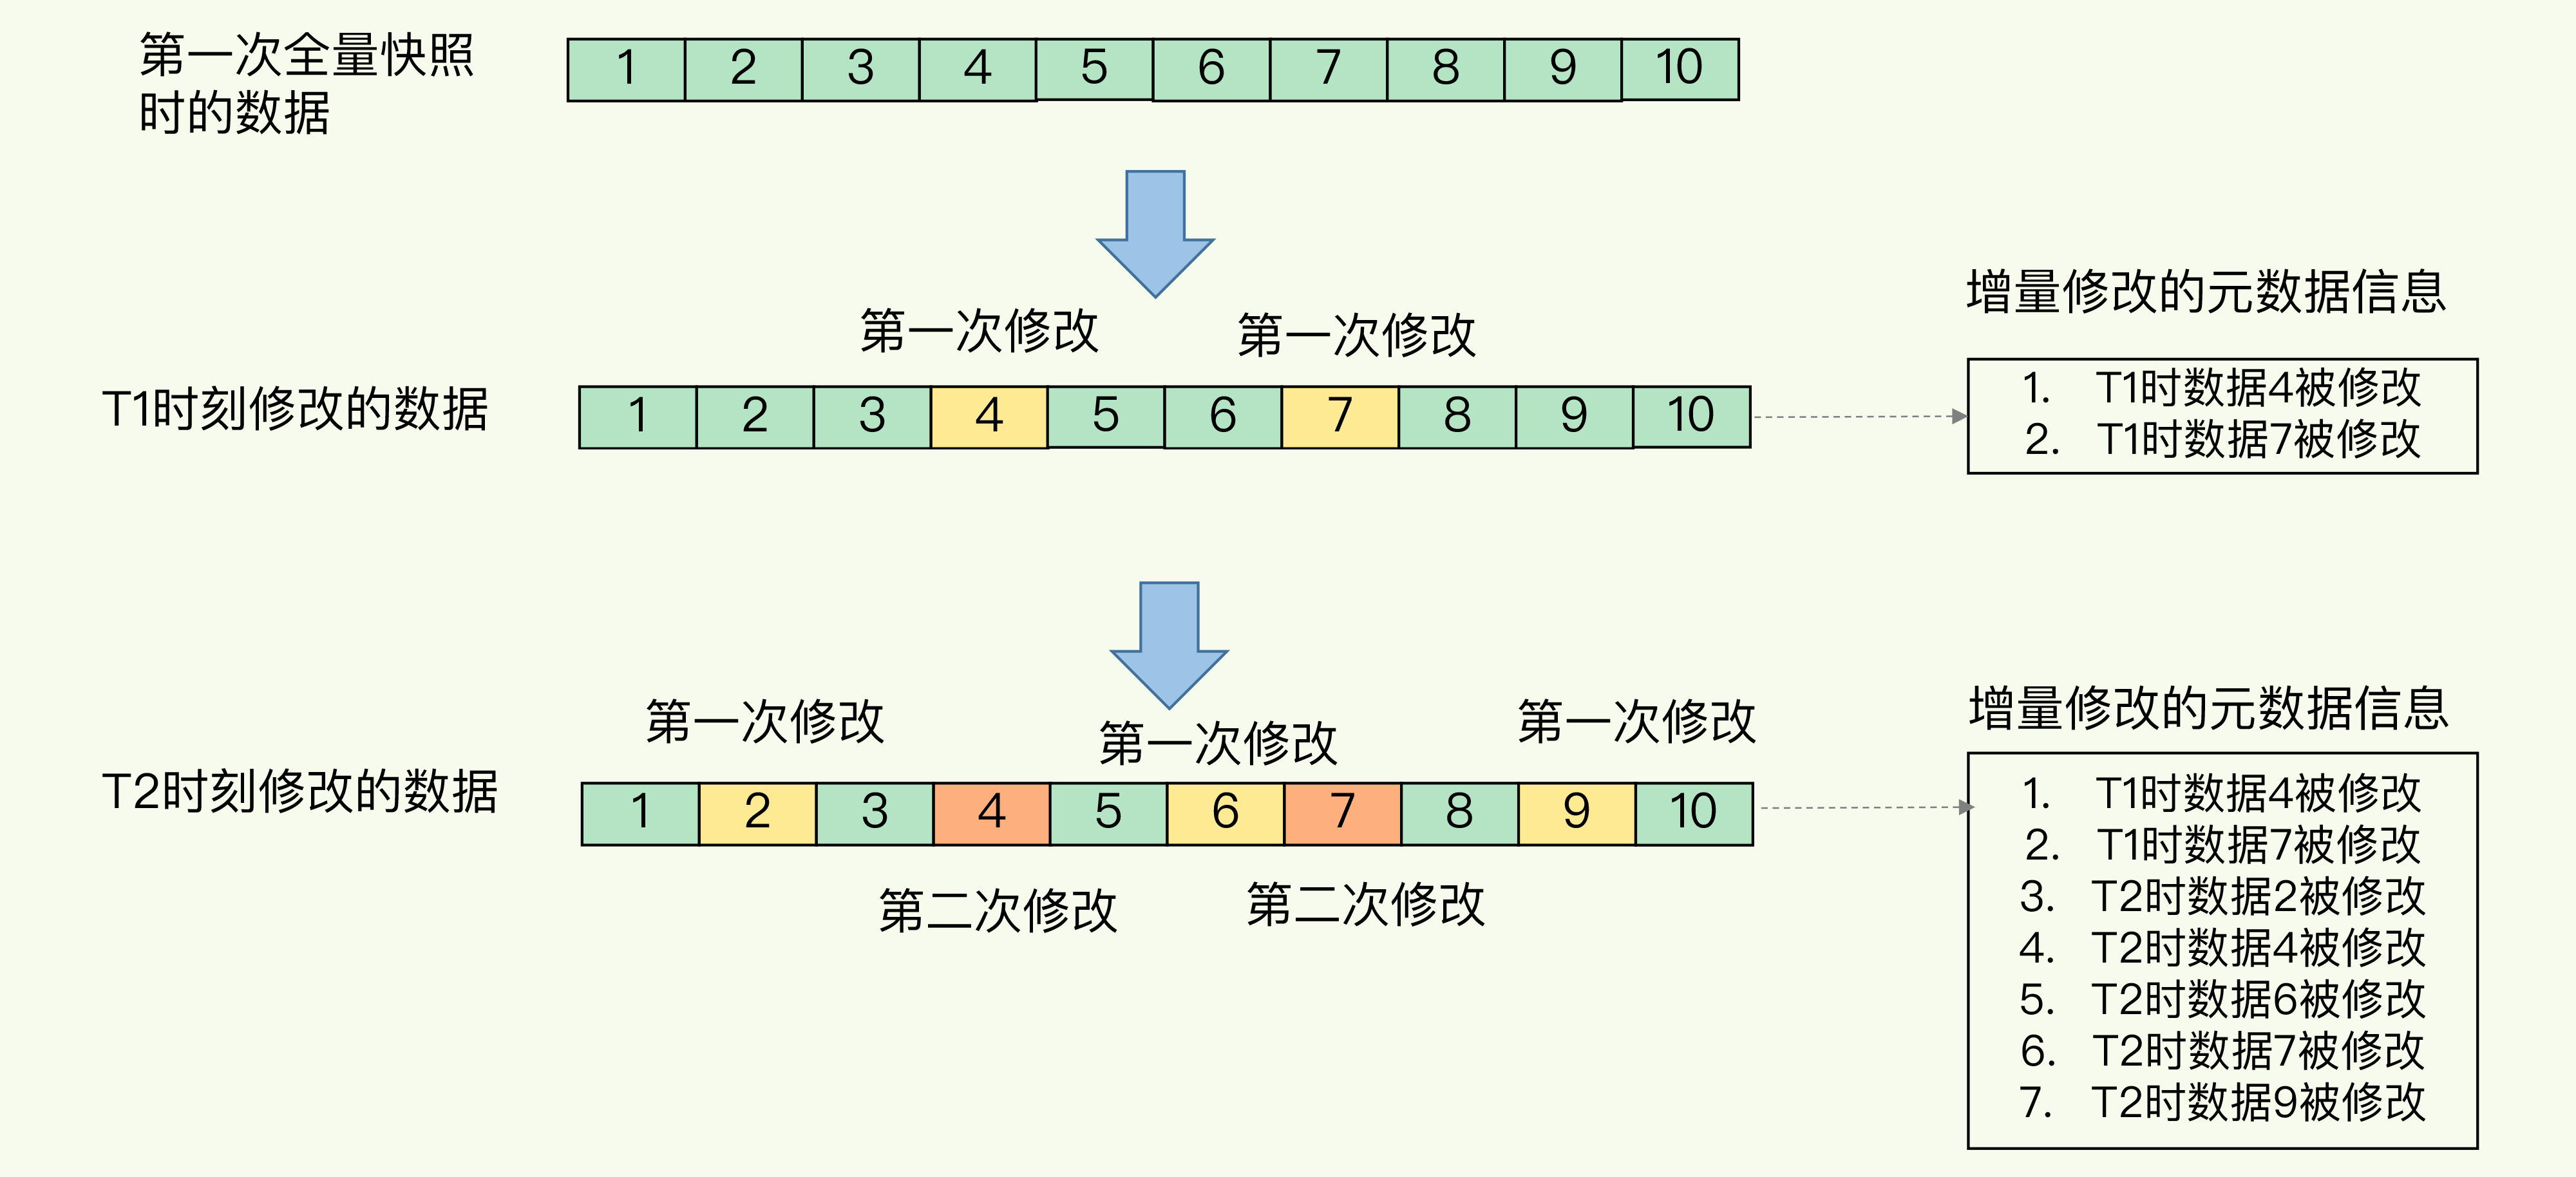 第一次全量快照
时的数据
1 2 3 4 5 6 7 8 9 10
第一次修改 第一次修改
增量修改的元数据信息
T1时刻修改的数据
1 2 3 4 5 6 7 8 9 10
1. T1时数据4被修改
2. T1时数据7被修改
第一次修改 第一次修改 第一次修改
增量修改的元数据信息
T2时刻修改的数据
1 2 3 4 5 6 7 8 9 10
第二次修改 第二次修改
1. T1时数据4被修改
2. T1时数据7被修改
3. T2时数据2被修改
4. T2时数据4被修改
5. T2时数据6被修改
6. T2时数据7被修改
7. T2时数据9被修改